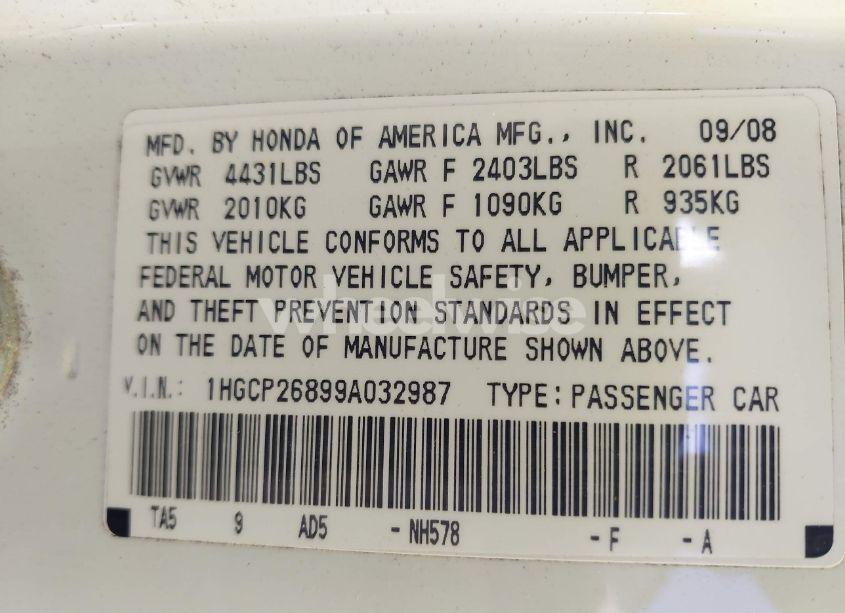 MFD. BY HONDA OF AMERICA MFG., INC. 09/08
GVWR 4431LBS GAWR F 2403LBS R 2061LBS
GVWR 2010KG GAWR F 1090KG R 935KG
THIS VEHICLE CONFORMS TO ALL APPLICABLE
FEDERAL MOTOR VEHICLE SAFETY, BUMPER,
AND THEFT PREVENTION STANDARDS IN EFFECT
wheelwise
ON THE DATE OF MANUFACTURE SHOWN ABOVE.
V.I.N.: 1HGCP26899A032987 TYPE: PASSENGER CAR
TA5 9 AD5 - NH578 - F - A